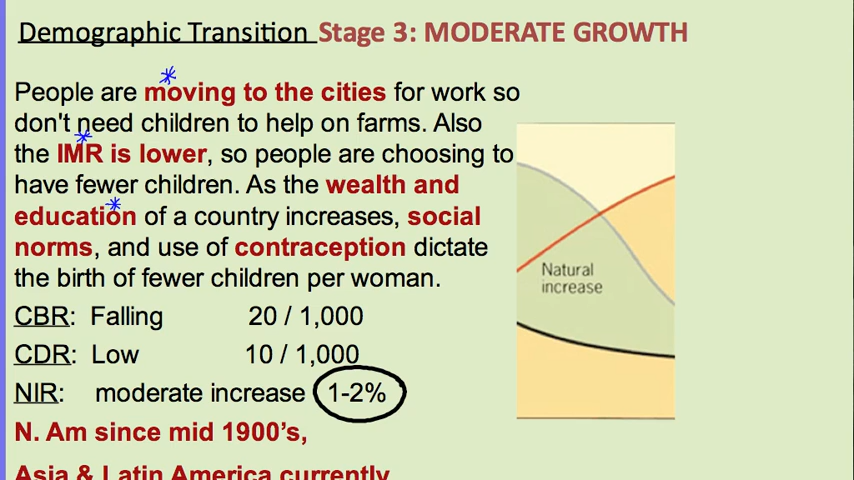 Demographic Transition Stage 3: MODERATE GROWTH
People are moving to the cities for work so
don't need children to help on farms. Also
the IMR is lower, so people are choosing to
have fewer children. As the wealth and
education of a country increases, social
norms, and use of contraception dictate
the birth of fewer children per woman.
CBR: Falling 20 / 1,000
CDR: Low 10 / 1,000
NIR: moderate increase 1-2%
N. Am since mid 1900's,
Asia & Latin America currently
Natural
increase